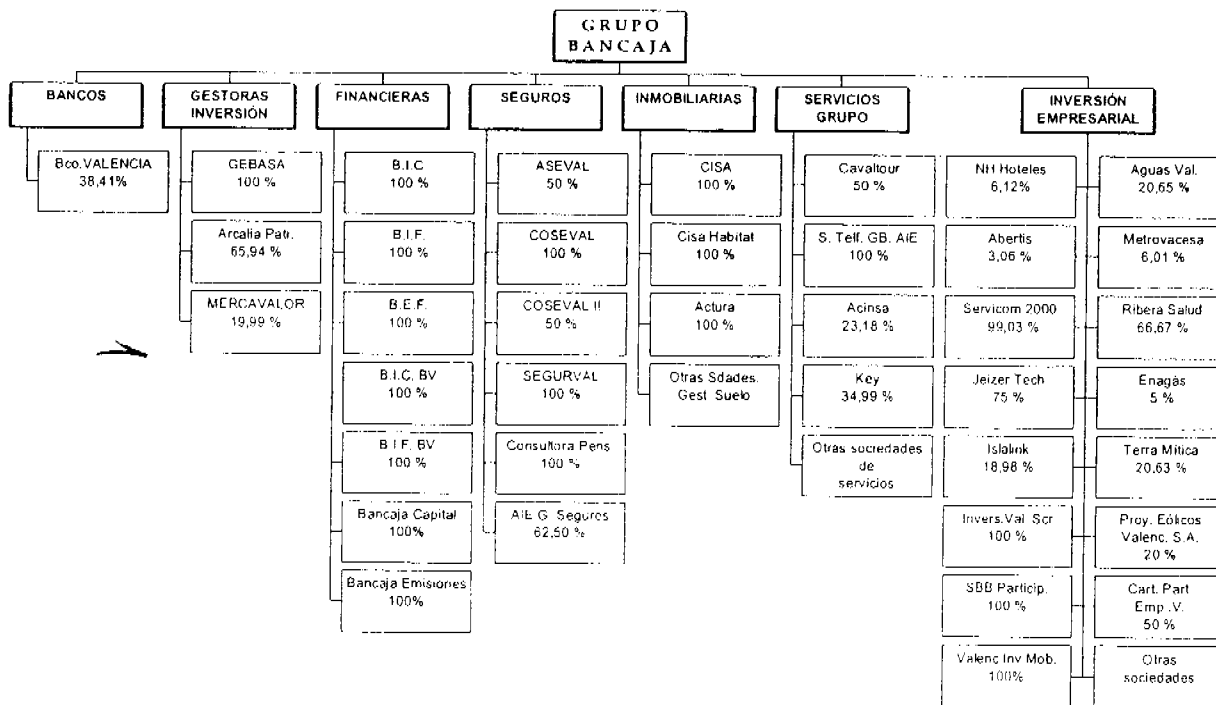 GRUPO
BANCAJA
BANCOS
GESTORAS
INVERSIÓN
FINANCIERAS
SEGUROS
INMOBILIARIAS
SERVICIOS
GRUPO
INVERSIÓN
EMPRESARIAL
Bco.VALENCIA
38,41%
GEBASA
100 %
Arcalia Patr.
65,94 %
MERCAVALOR
19,99 %
B.I.C
100 %
B.I.F.
100 %
B.E.F.
100 %
B.I.C. BV
100 %
B.I.F. BV
100 %
Bancaja Capital
100%
Bancaja Emisiones
100%
ASEVAL
50 %
COSEVAL
100 %
COSEVAL II
50 %
SEGURVAL
100 %
Consultora Pens
100 %
AIE G. Seguros
62,50 %
CISA
100 %
Cisa Habitat
100 %
Actura
100 %
Otras Sdades.
Gest. Suelo
Cavaltour
50 %
S. Telf. GB. AIE
100 %
Acinsa
23,18 %
Key
34,99 %
Otras sociedades
de
servicios
NH Hoteles
6,12%
Abertis
3,06 %
Servicom 2000
99,03 %
Jeizer Tech
75 %
Islalink
18,98 %
Invers.Val Scr
100 %
SBB Particip.
100 %
Valenc Inv Mob.
100%
Aguas Val.
20,65 %
Metrovacesa
6,01 %
Ribera Salud
66,67 %
Enagás
5 %
Terra Mítica
20,63 %
Proy. Eólicos
Valenc. S.A.
20 %
Cart. Part
Emp .V.
50 %
Otras
sociedades